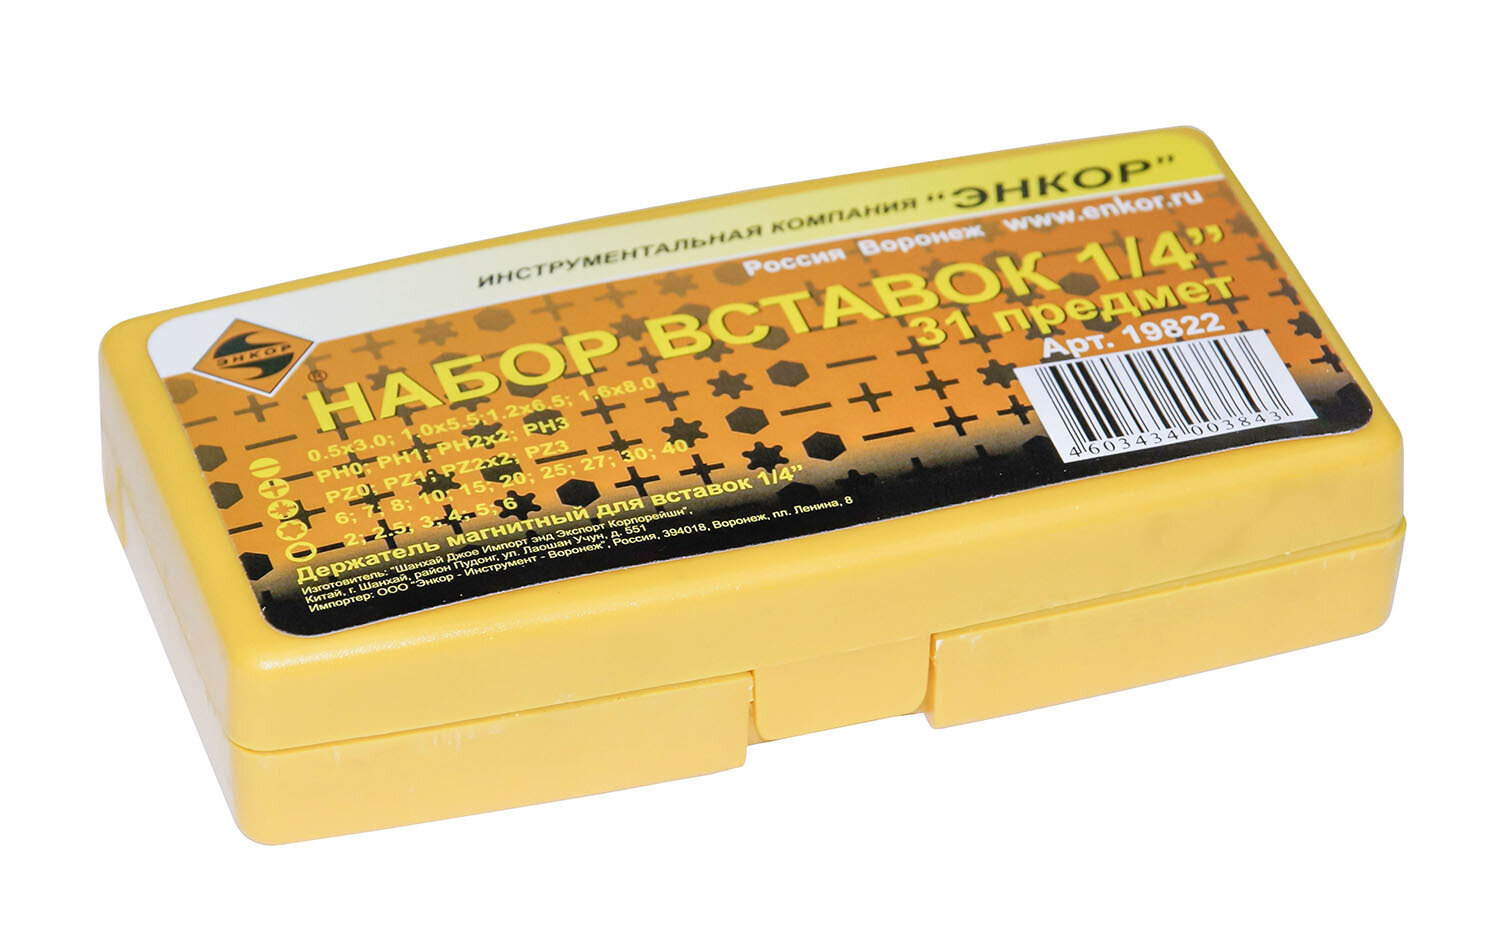 ИНСТРУМЕНТАЛЬНАЯ КОМПАНИЯ "ЭНКОР"
Россия Воронеж www.enkor.ru
ЭНКОР
®
НАБОР ВСТАВОК 1/4”
31 предмет
Арт. 19822
0.5x3.0; 1.0x5.5;1.2x6.5; 1.6x8.0
PH0; PH1; PH2x2; PH3
PZ0; PZ1; PZ2x2; PZ3
6; 7; 8; 10; 15; 20; 25; 27; 30; 40
2; 2.5; 3; 4; 5; 6
Держатель магнитный для вставок 1/4”
Изготовитель: "Шанхай Джое Импорт энд Экспорт Корпорейшн",
Китай, г. Шанхай, район Пудонг, ул. Лаошан Учун, д. 551
Импортер: ООО "Энкор - Инструмент - Воронеж", Россия, 394018, Воронеж, пл. Ленина, 8
4603434003843